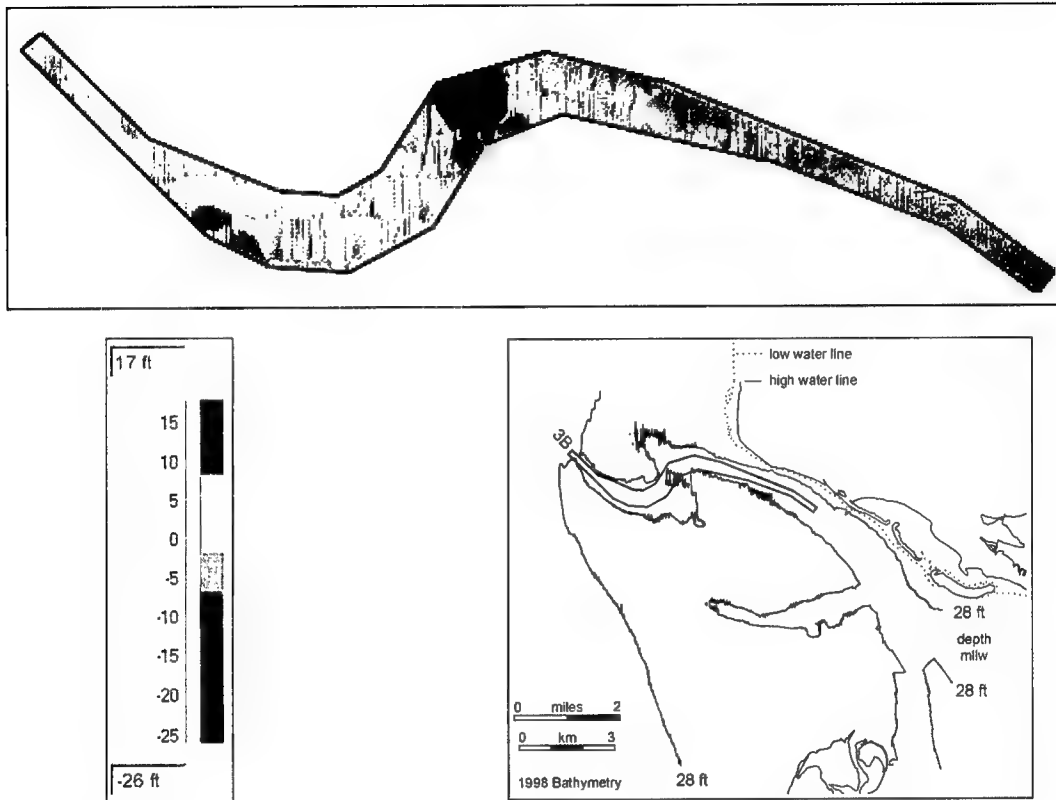 17 ft
15
10
5
0
-5
-10
-15
-20
-25
-26 ft
low water line
high water line
3B
28 ft
depth
mllw
28 ft
0 miles 2
0 km 3
1998 Bathymetry
28 ft